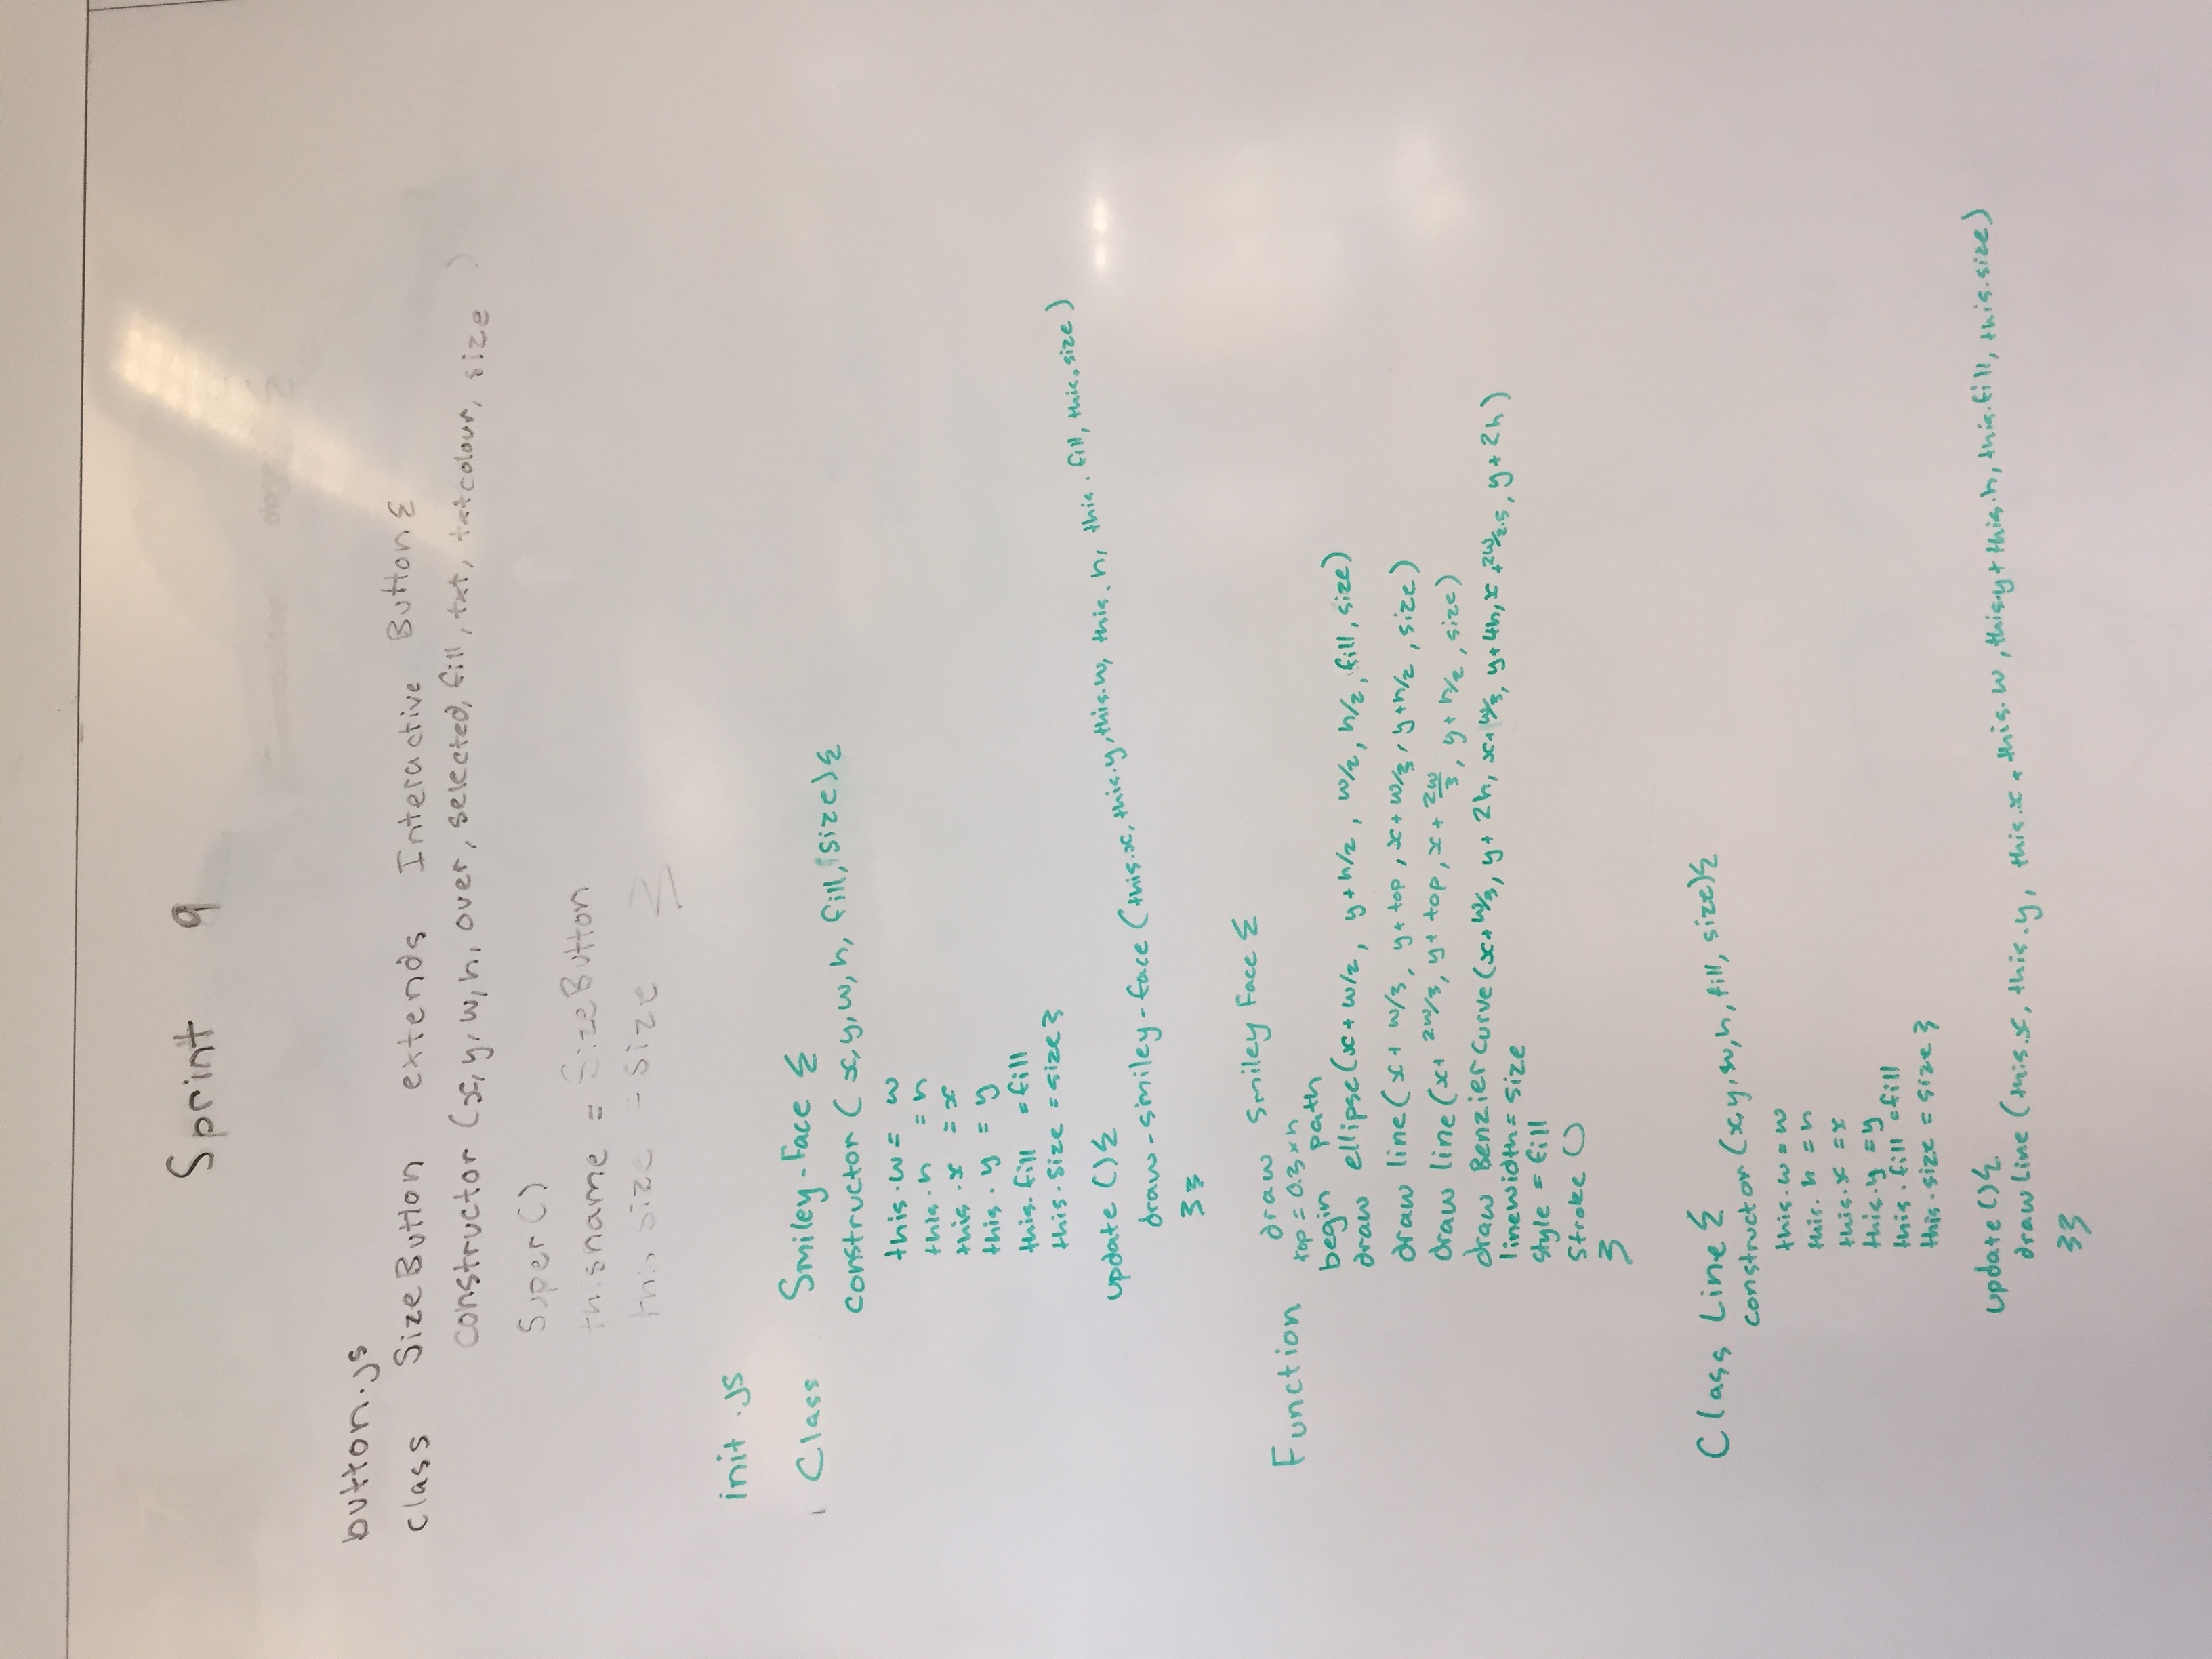 Sprint 9
button.js
class SizeButton extends Interactive Button{
constructor (x, y, w, h, over, selected, fill, txt, txtcolour, size )
Super()
thisname = SizeButton
this size = size }
init.js
Class Smiley-Face {
constructor ( x, y, w, h, fill, size){
this.w = w
this.h = h
this.x = x
this.y = y
this.fill = fill
this.size = size}
update (){
draw-smiley-face (this.x, this.y, this.w, this.h, this.fill, this.size)
}}
Function draw Smiley Face {
top = 0.3 × h
begin path
draw ellipse(x + w/2, y + h/2, w/2, h/2, fill, size)
draw line(x + w/3, y + top, x + w/3, y + h/2, size)
draw line(x + 2w/3, y + top, x + 2w/3, y + h/2, size)
draw Benzier curve (x + w/3, y + 2h, x + w/3, y + 4h, x + 2w/2.5, y + 2h)
linewidth = size
style = fill
Stroke ()
}
Class Line {
constructor (x, y, w, h, fill, size){
this.w = w
this.h = h
this.x = x
this.y = y
this.fill = fill
this.size = size }
update (){
draw Line (this.x, this.y, this.x + this.w, this.y + this.h, this.fill, this.size)
}}